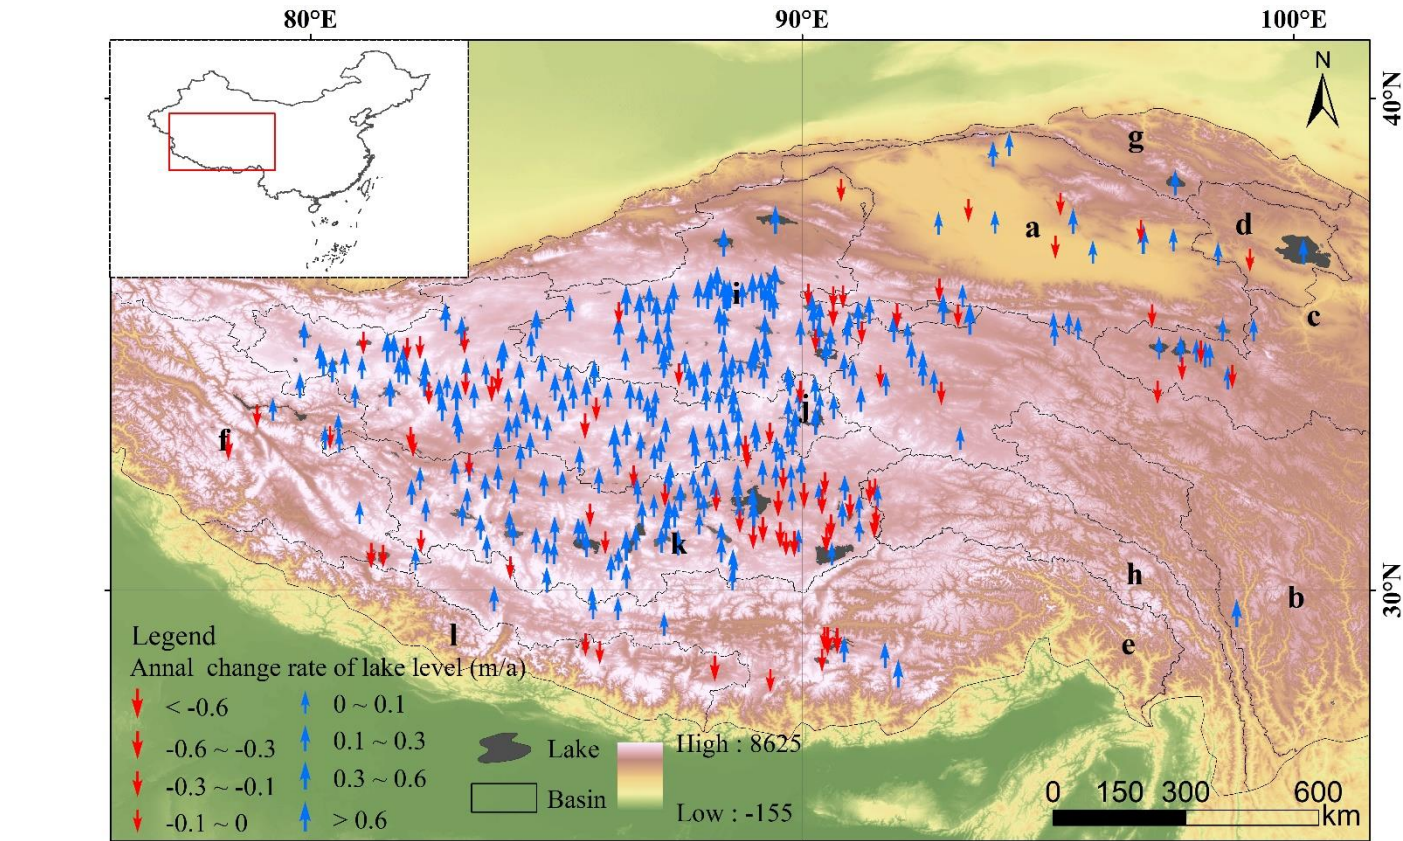 80°E 90°E 100°E
N
40°N
g
d
a
i
c
j
f
k
h
30°N
b
l
e
Legend
Annal change rate of lake level (m/a)
< -0.6 0 ~ 0.1
-0.6 ~ -0.3 0.1 ~ 0.3
-0.3 ~ -0.1 0.3 ~ 0.6
-0.1 ~ 0 > 0.6
Lake
Basin
High : 8625
Low : -155
0 150 300 600
km